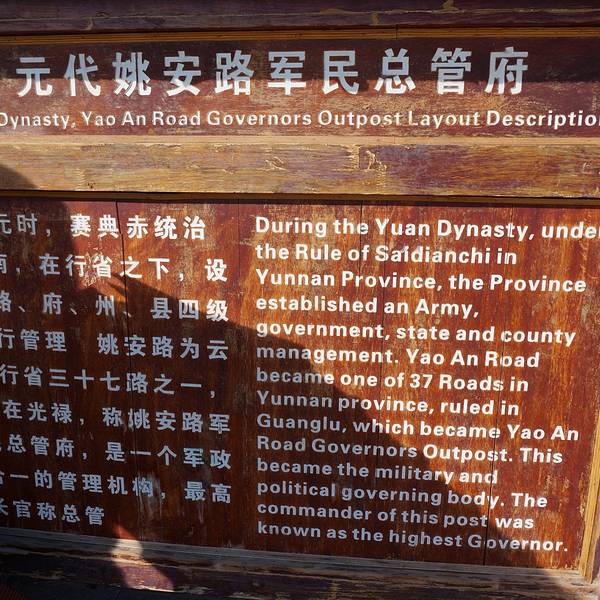 元代姚安路军民总管府
Dynasty, Yao An Road Governors Outpost Layout Description
元时，赛典赤统治
南，在行省之下，设
路、府、州、县四级
行管理 姚安路为云
行省三十七路之一，
在光禄，称姚安路军
总管府，是一个军政
合一的管理机构，最高
长官称总管
During the Yuan Dynasty, under
the Rule of Saidianchi in
Yunnan Province, the Province
established an Army,
government, state and county
management. Yao An Road
became one of 37 Roads in
Yunnan province, ruled in
Guanglu, which became Yao An
Road Governors Outpost. This
became the military and
political governing body. The
commander of this post was
known as the highest Governor.